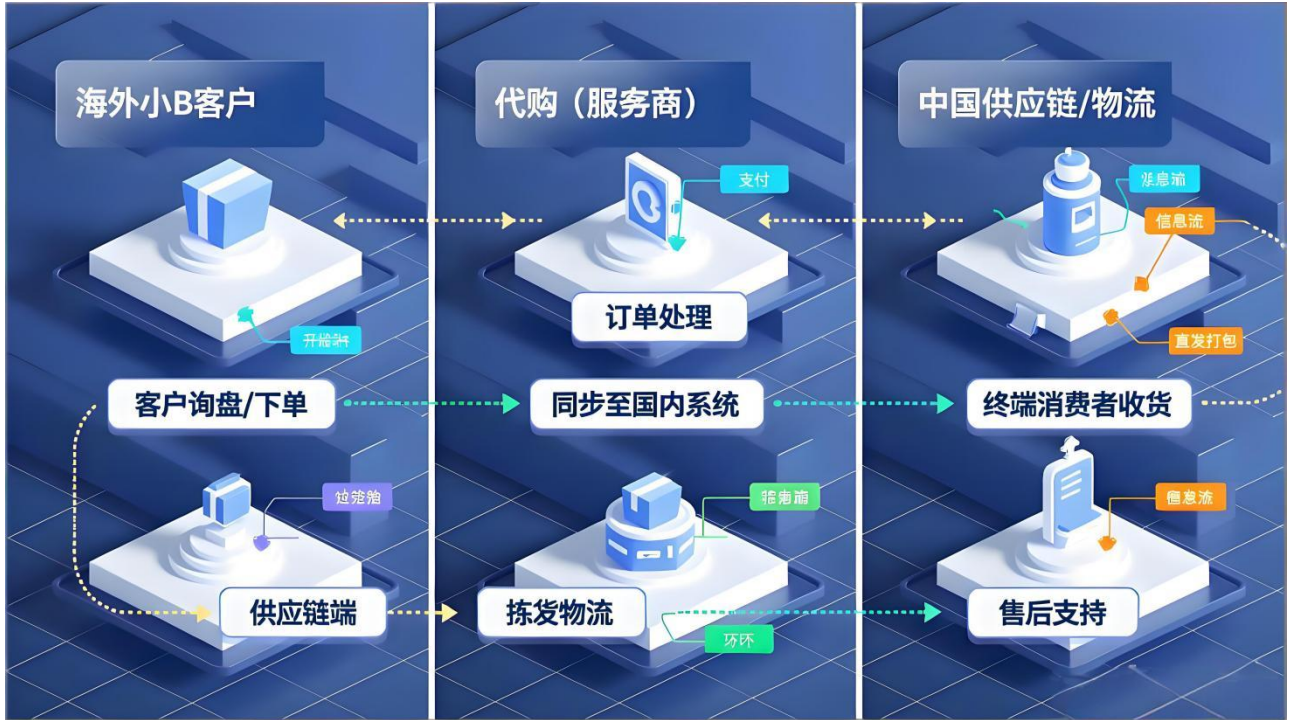 海外小B客户
代购（服务商）
中国供应链/物流
支付
信息流
订单处理
直发打包
客户询盘/下单
同步至国内系统
终端消费者收货
信息流
供应链端
拣货物流
售后支持